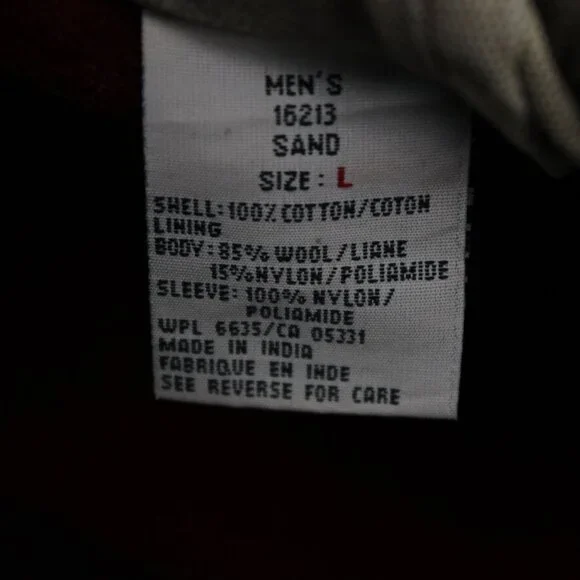 MEN'S
16213
SAND
SIZE: L
SHELL: 100% COTTON/COTON
LINING
BODY: 85% WOOL/LIANE
15% NYLON/POLIAMIDE
SLEEVE: 100% NYLON/
POLIAMIDE
WPL 6635/CA 05331
MADE IN INDIA
FABRIQUE EN INDE
SEE REVERSE FOR CARE